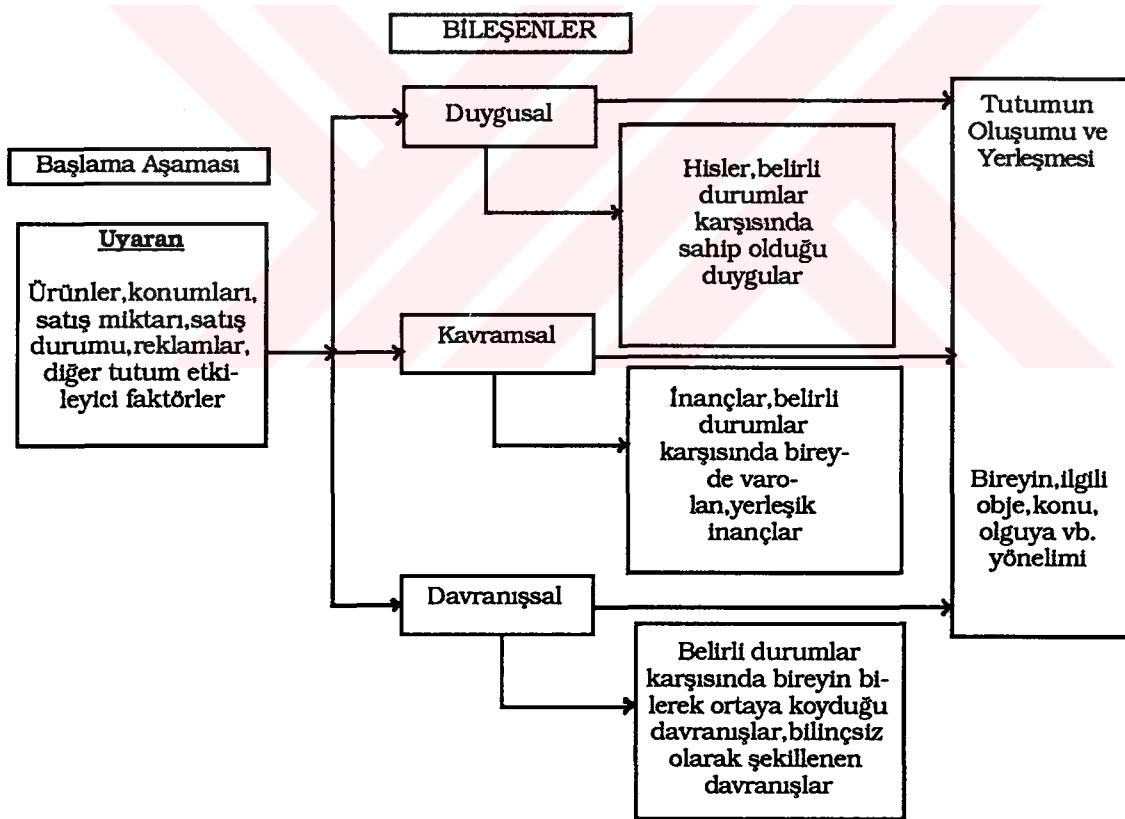 BİLEŞENLER
Başlama Aşaması
Uyaran
Ürünler,konumları,
satış miktarı,satış
durumu,reklamlar,
diğer tutum etki-
leyici faktörler
Duygusal
Hisler,belirli
durumlar
karşısında
sahip olduğu
duygular
Kavramsal
İnançlar,belirli
durumlar
karşısında birey-
de varo-
lan,yerleşik
inançlar
Davranışsal
Belirli durumlar
karşısında bireyin bi-
lerek ortaya koyduğu
davranışlar,bilinçsiz
olarak şekillenen
davranışlar
Tutumun
Oluşumu ve
Yerleşmesi
Bireyin,ilgili
obje,konu,
olguya vb.
yönelimi